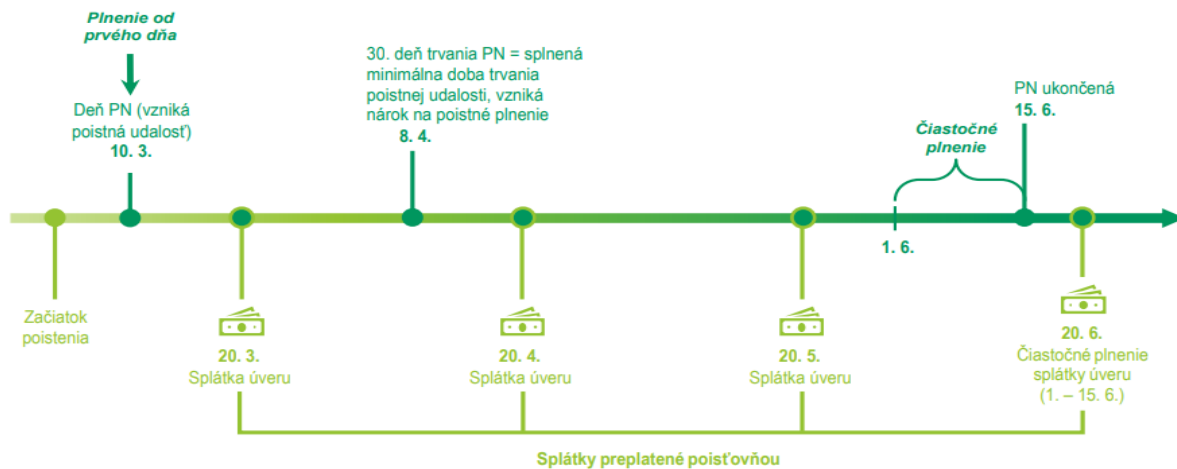 Plnenie od
prvého dňa
Deň PN (vzniká
poistná udalosť)
10. 3.
30. deň trvania PN = splnená
minimálna doba trvania
poistnej udalosti, vzniká
nárok na poistné plnenie
8. 4.
Čiastočné
plnenie
PN ukončená
15. 6.
1. 6.
Začiatok
poistenia
20. 3.
Splátka úveru
20. 4.
Splátka úveru
20. 5.
Splátka úveru
20. 6.
Čiastočné plnenie
splátky úveru
(1. – 15. 6.)
Splátky preplatené poisťovňou